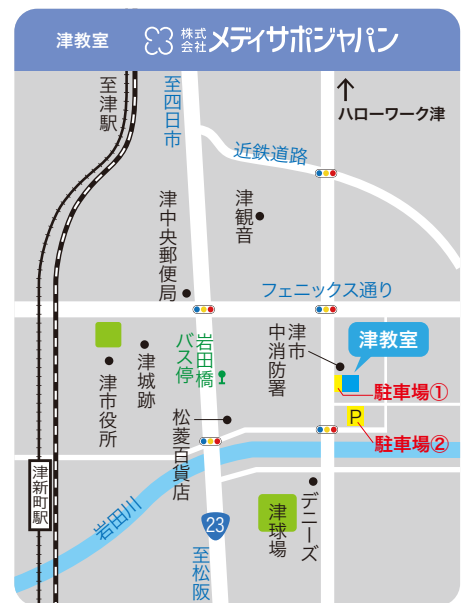 津教室
株式会社メディサポジャパン
至津駅
至四日市
ハローワーク津
近鉄道路
津中央郵便局
津観音
フェニックス通り
津教室
津市
中消防署
岩田橋
バス停
津城跡
津市役所
駐車場①
P
駐車場②
松菱百貨店
津新町駅
岩田川
23
津球場
デニーズ
至松阪